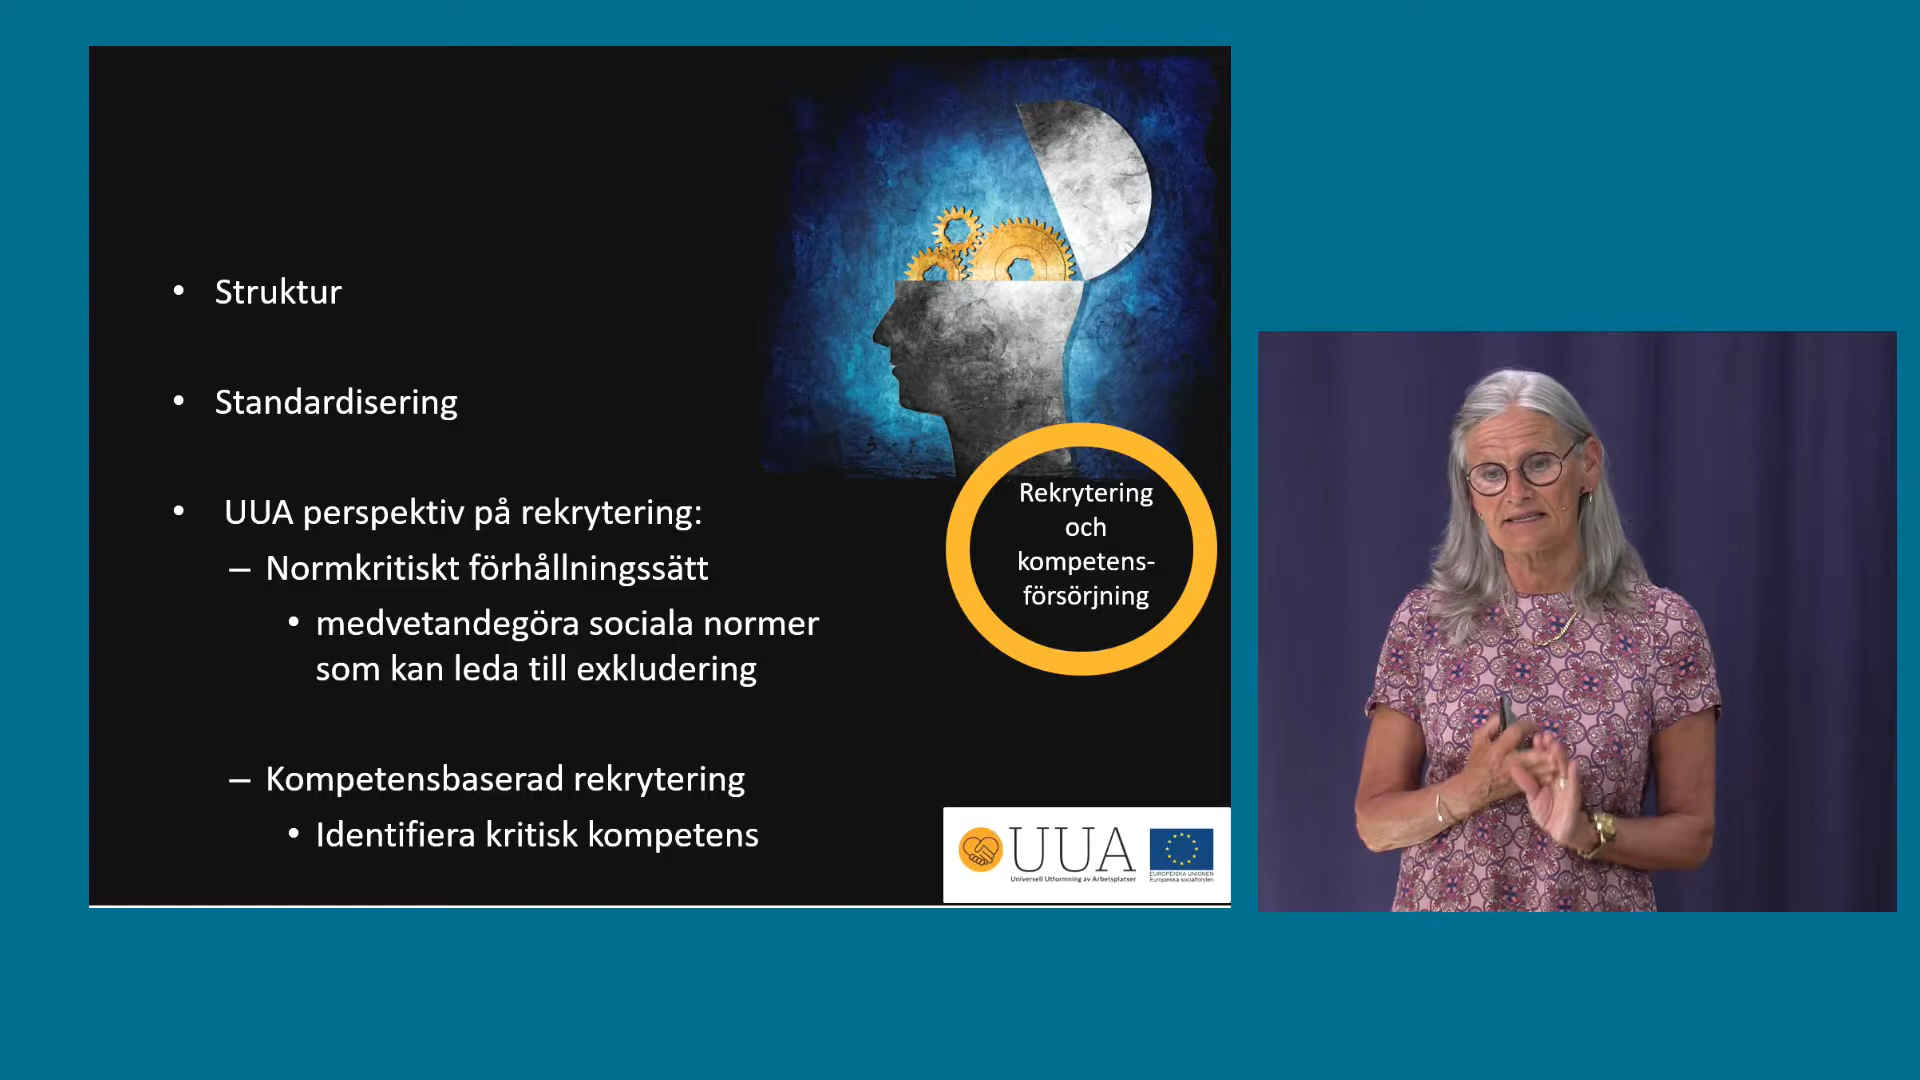 • Struktur
• Standardisering
• UUA perspektiv på rekrytering:
– Normkritiskt förhållningssätt
• medvetandegöra sociala normer
som kan leda till exkludering
– Kompetensbaserad rekrytering
• Identifiera kritisk kompetens
Rekrytering
och
kompetens-
försörjning
UUA
Universell Utformning av Arbetsplatser
EUROPEISKA UNIONEN
Europeiska socialfonden